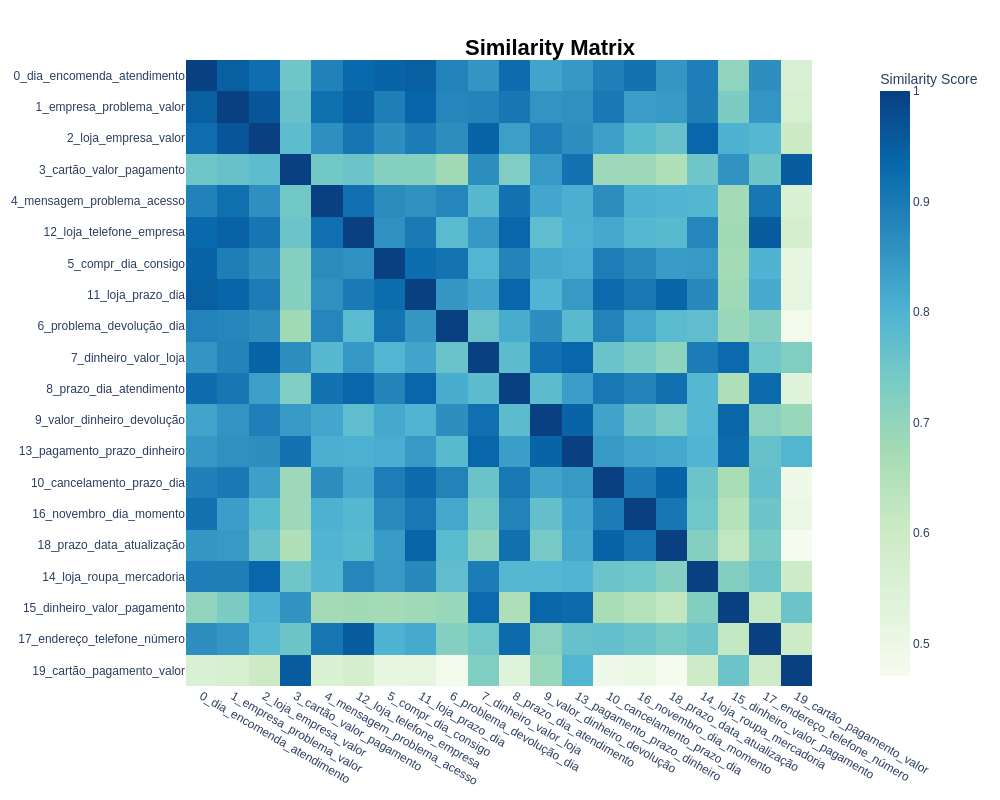 Similarity Matrix
0_dia_encomenda_atendimento
1_empresa_problema_valor
2_loja_empresa_valor
3_cartão_valor_pagamento
4_mensagem_problema_acesso
12_loja_telefone_empresa
5_compr_dia_consigo
11_loja_prazo_dia
6_problema_devolução_dia
7_dinheiro_valor_loja
8_prazo_dia_atendimento
9_valor_dinheiro_devolução
13_pagamento_prazo_dinheiro
10_cancelamento_prazo_dia
16_novembro_dia_momento
18_prazo_data_atualização
14_loja_roupa_mercadoria
15_dinheiro_valor_pagamento
17_endereço_telefone_número
19_cartão_pagamento_valor
0_dia_encomenda_atendimento
1_empresa_problema_valor
2_loja_empresa_valor
3_cartão_valor_pagamento
4_mensagem_problema_acesso
12_loja_telefone_empresa
5_compr_dia_consigo
11_loja_prazo_dia
6_problema_devolução_dia
7_dinheiro_valor_loja
8_prazo_dia_atendimento
9_valor_dinheiro_devolução
13_pagamento_prazo_dinheiro
10_cancelamento_prazo_dia
16_novembro_dia_momento
18_prazo_data_atualização
14_loja_roupa_mercadoria
15_dinheiro_valor_pagamento
17_endereço_telefone_número
19_cartão_pagamento_valor
Similarity Score
1
0.9
0.8
0.7
0.6
0.5